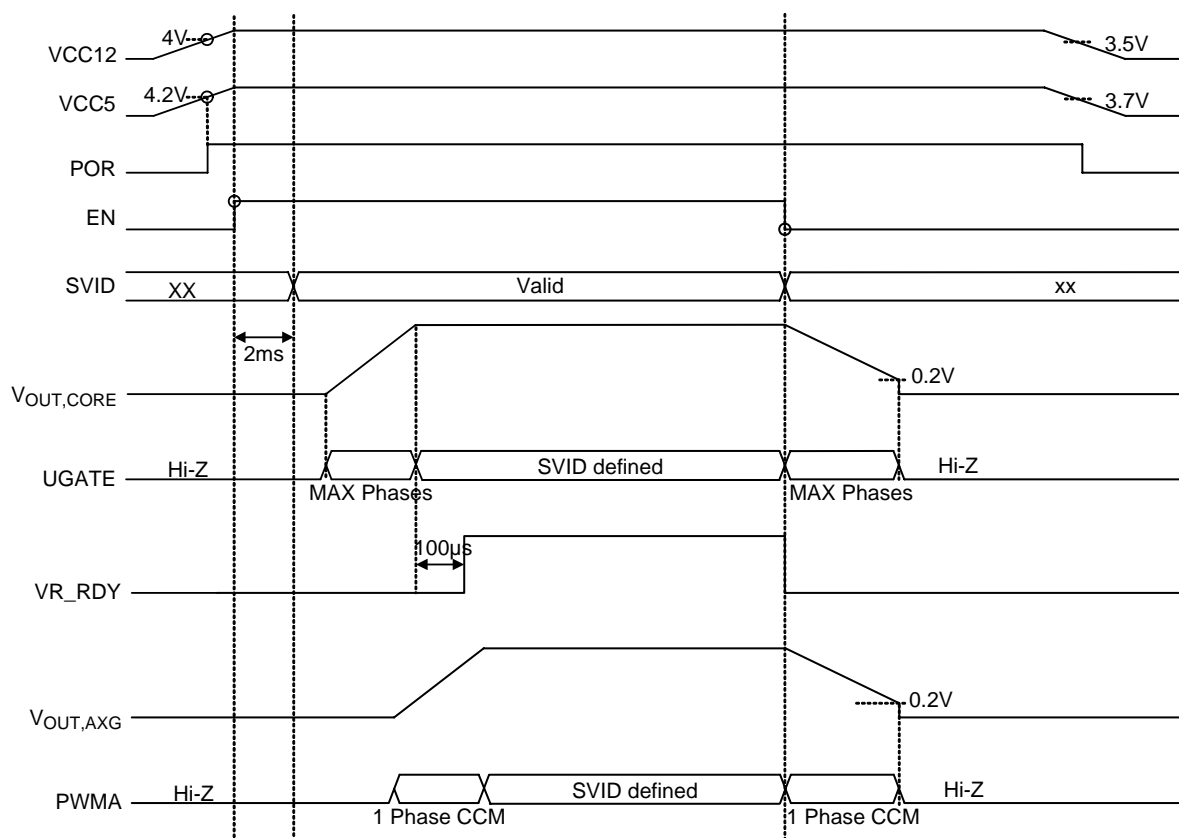 4V
3.5V
VCC12
4.2V
3.7V
VCC5
POR
EN
SVID
XX
Valid
xx
2ms
0.2V
VOUT,CORE
Hi-Z
SVID defined
Hi-Z
UGATE
MAX Phases
MAX Phases
100µs
VR_RDY
0.2V
VOUT,AXG
Hi-Z
SVID defined
Hi-Z
PWMA
1 Phase CCM
1 Phase CCM